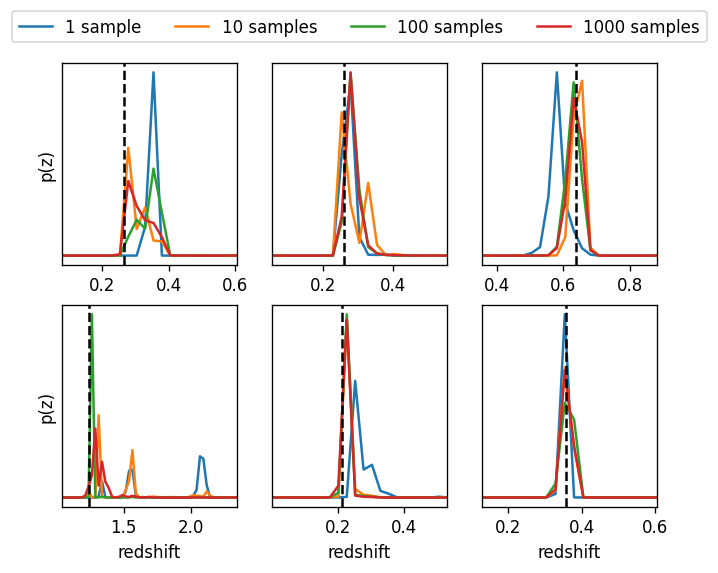 1 sample 10 samples 100 samples 1000 samples
p(z)
0.2 0.4 0.6 0.2 0.4 0.4 0.6 0.8
p(z)
1.5 2.0 0.2 0.4 0.2 0.4 0.6
redshift redshift redshift